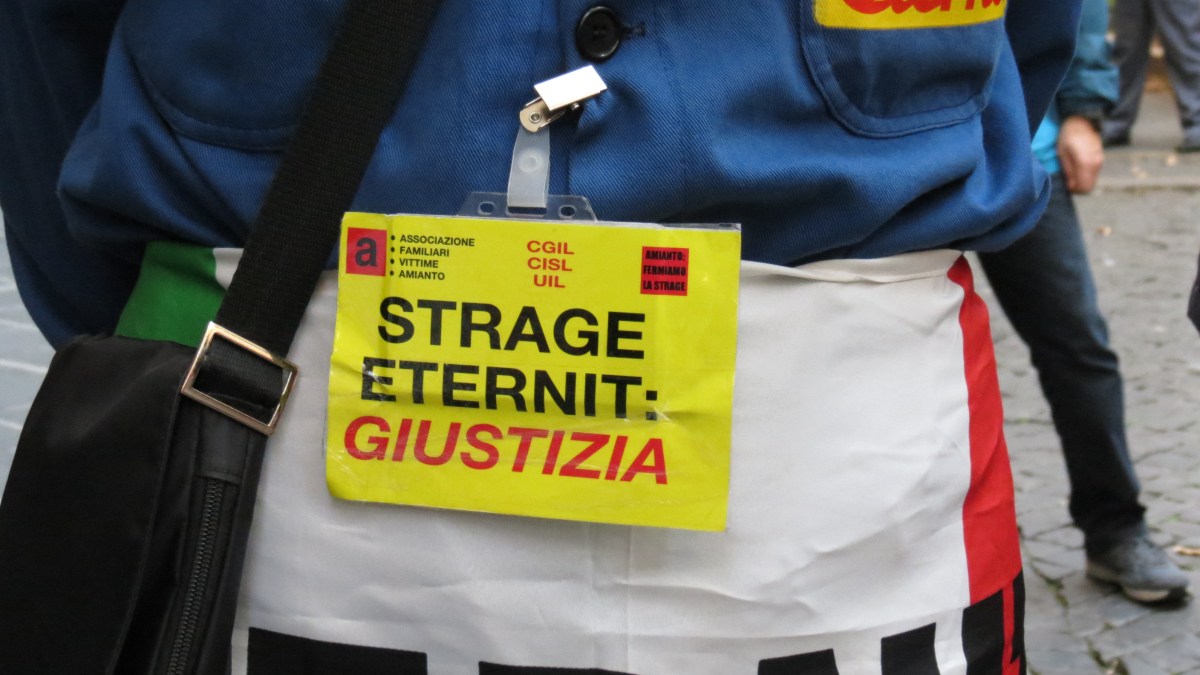 a
• ASSOCIAZIONE
• FAMILIARI
• VITTIME
• AMIANTO
CGIL
CISL
UIL
AMIANTO:
FERMIAMO
LA STRAGE
STRAGE
ETERNIT:
GIUSTIZIA